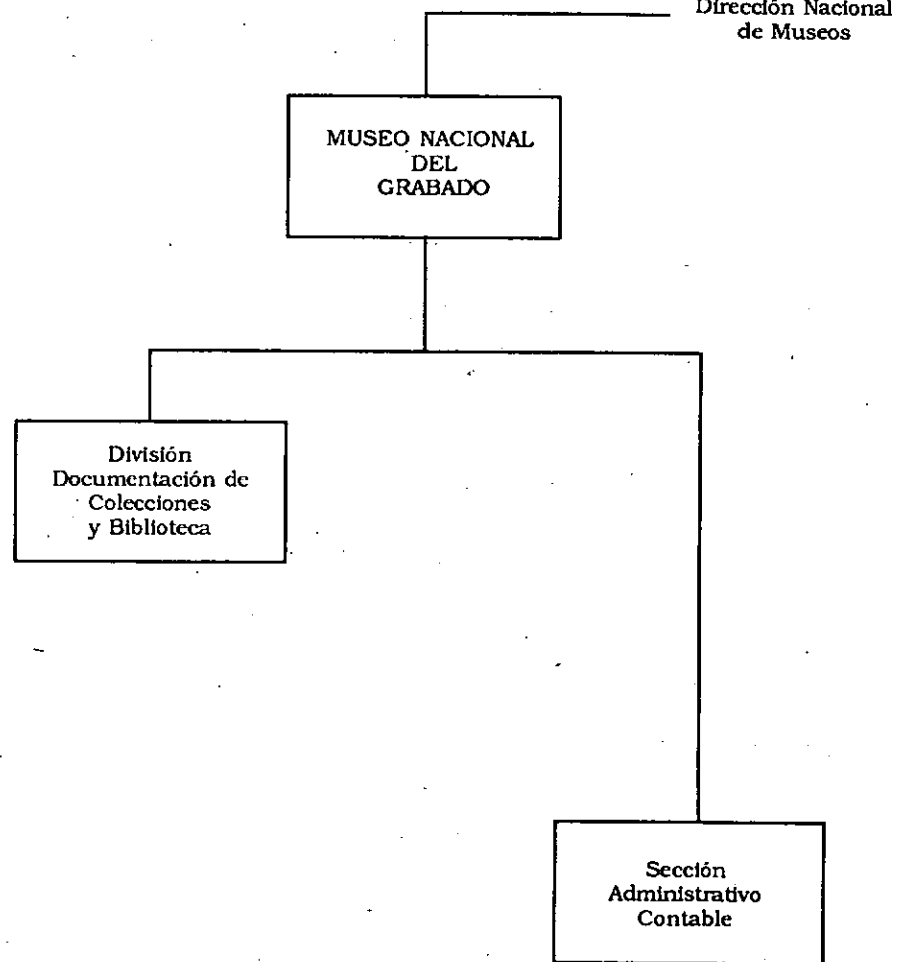 Dirección Nacional
de Museos
MUSEO NACIONAL
DEL
GRABADO
División
Documentación de
Colecciones
y Biblioteca
Sección
Administrativo
Contable